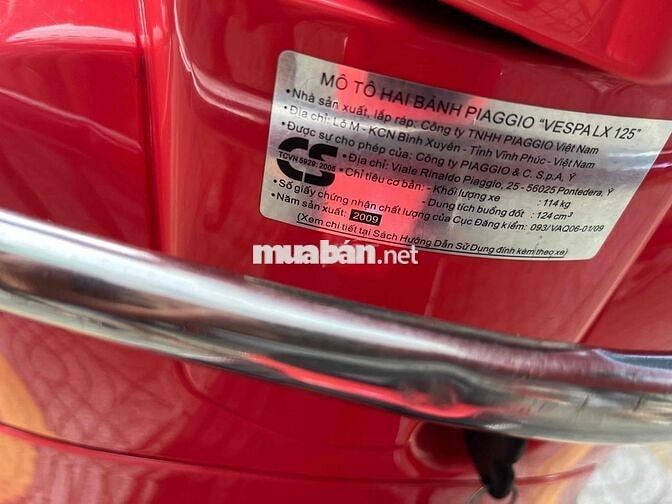 MÔ TÔ HAI BÁNH PIAGGIO "VESPA LX 125"
•Nhà sản xuất, lắp ráp: Công ty TNHH PIAGGIO Việt Nam
•Địa chỉ: Lô M - KCN Bình Xuyên - Tỉnh Vĩnh Phúc - Việt Nam
•Được sự cho phép của: Công ty PIAGGIO & C. S.p.A, Ý
•Địa chỉ: Viale Rinaldo Piaggio, 25 - 56025 Pontedera, Ý
•Chỉ tiêu cơ bản: - Khối lượng xe : 114 kg
- Dung tích buồng đốt : 124 cm³
CS
TCVN 5929: 2005
•Số giấy chứng nhận chất lượng của Cục Đăng kiểm: 093/VAQ06-01/09
•Năm sản xuất: 2009
(Xem chi tiết tại Sách Hướng Dẫn Sử Dụng đính kèm theo xe)
muabán.net